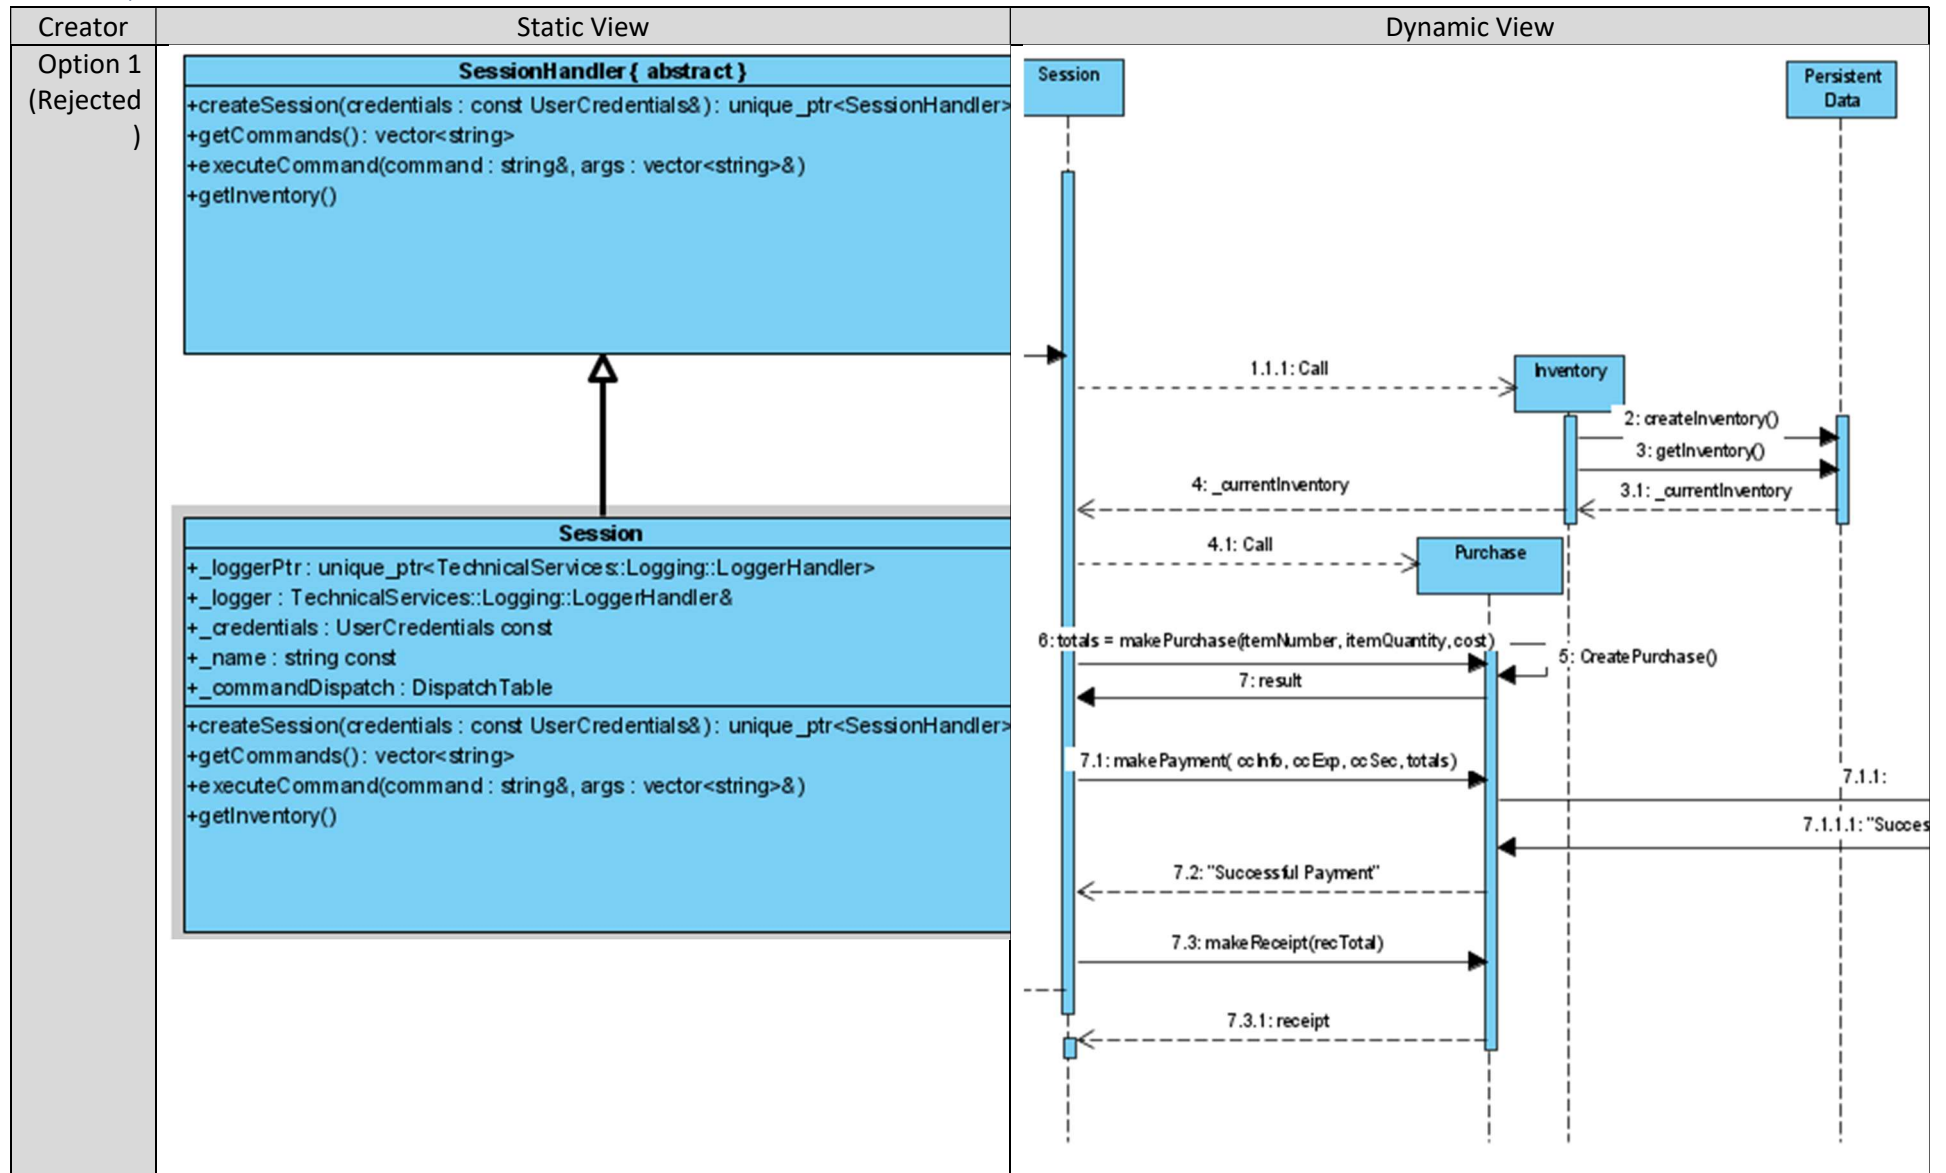 Creator
Static View
Dynamic View
Option 1
(Rejected
)
SessionHandler { abstract }
+createSession(credentials : const UserCredentials&) : unique_ptr<SessionHandler>
+getCommands() : vector<string>
+executeCommand(command : string&, args : vector<string>&)
+getInventory()
Session
+_loggerPtr : unique_ptr<TechnicalServices::Logging::LoggerHandler>
+_logger : TechnicalServices::Logging::LoggerHandler&
+_credentials : UserCredentials const
+_name : string const
+_commandDispatch : DispatchTable
+createSession(credentials : const UserCredentials&) : unique_ptr<SessionHandler>
+getCommands() : vector<string>
+executeCommand(command : string&, args : vector<string>&)
+getInventory()
Session
Persistent
Data
1.1.1: Call
Inventory
2: createInventory()
3: getInventory()
4: _currentInventory
3.1: _currentInventory
4.1: Call
Purchase
6: totals = makePurchase(itemNumber, itemQuantity, cost)
5: CreatePurchase()
7: result
7.1: makePayment( ccInfo, ccExp, ccSec, totals )
7.1.1:
7.1.1.1: "Succes
7.2: "Successful Payment"
7.3: makeReceipt(recTotal)
7.3.1: receipt